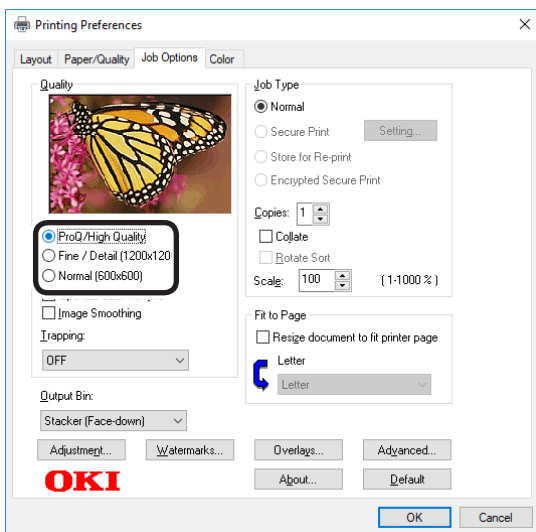 Printing Preferences
Layout Paper/Quality Job Options Color
Quality
ProQ/High Quality
Fine / Detail (1200x120
Normal (600x600)
Image Smoothing
Trapping:
OFF
Output Bin:
Stacker (Face-down)
Job Type
Normal
Secure Print Setting...
Store for Re-print
Encrypted Secure Print
Copies: 1
Collate
Rotate Sort
Scale: 100 (1-1000 %)
Fit to Page
Resize document to fit printer page
Letter
Letter
Adjustment... Watermarks... Overlays... Advanced...
OKI About... Default
OK Cancel